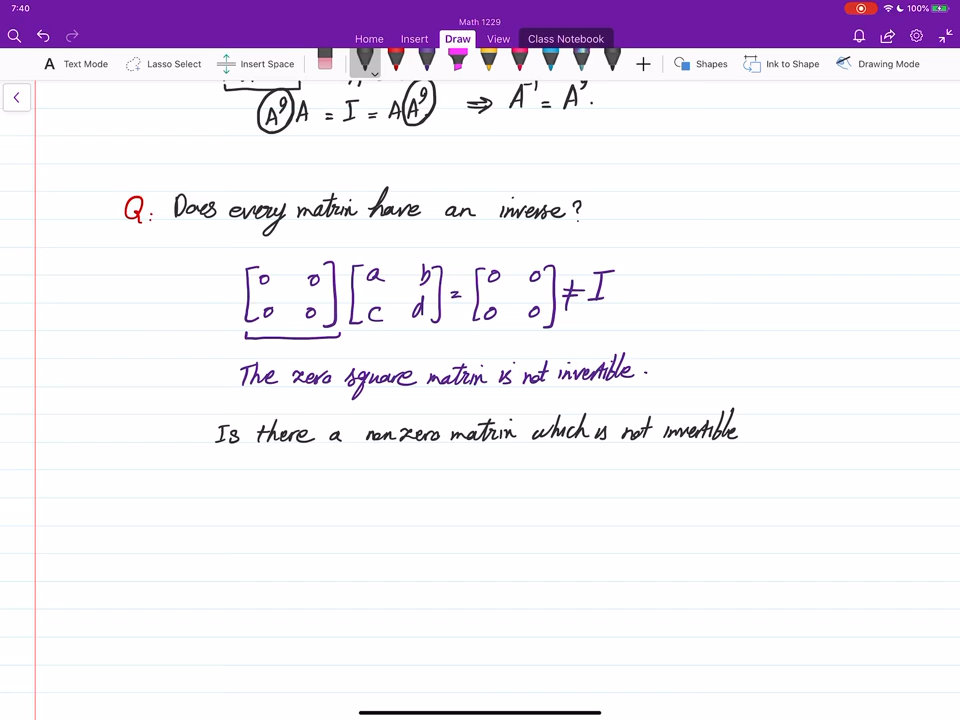 7:40
Math 1229
100%
Home Insert Draw View Class Notebook
Text Mode Lasso Select Insert Space Shapes Ink to Shape Drawing Mode
A⁹A = I = AA⁹ ⇒ A⁻¹ = A⁹.
Q: Does every matrix have an inverse?
[0 0 [a b = [0 0 ≠ I
0 0] c d] 0 0]
The zero square matrix is not invertible.
Is there a nonzero matrix which is not invertible